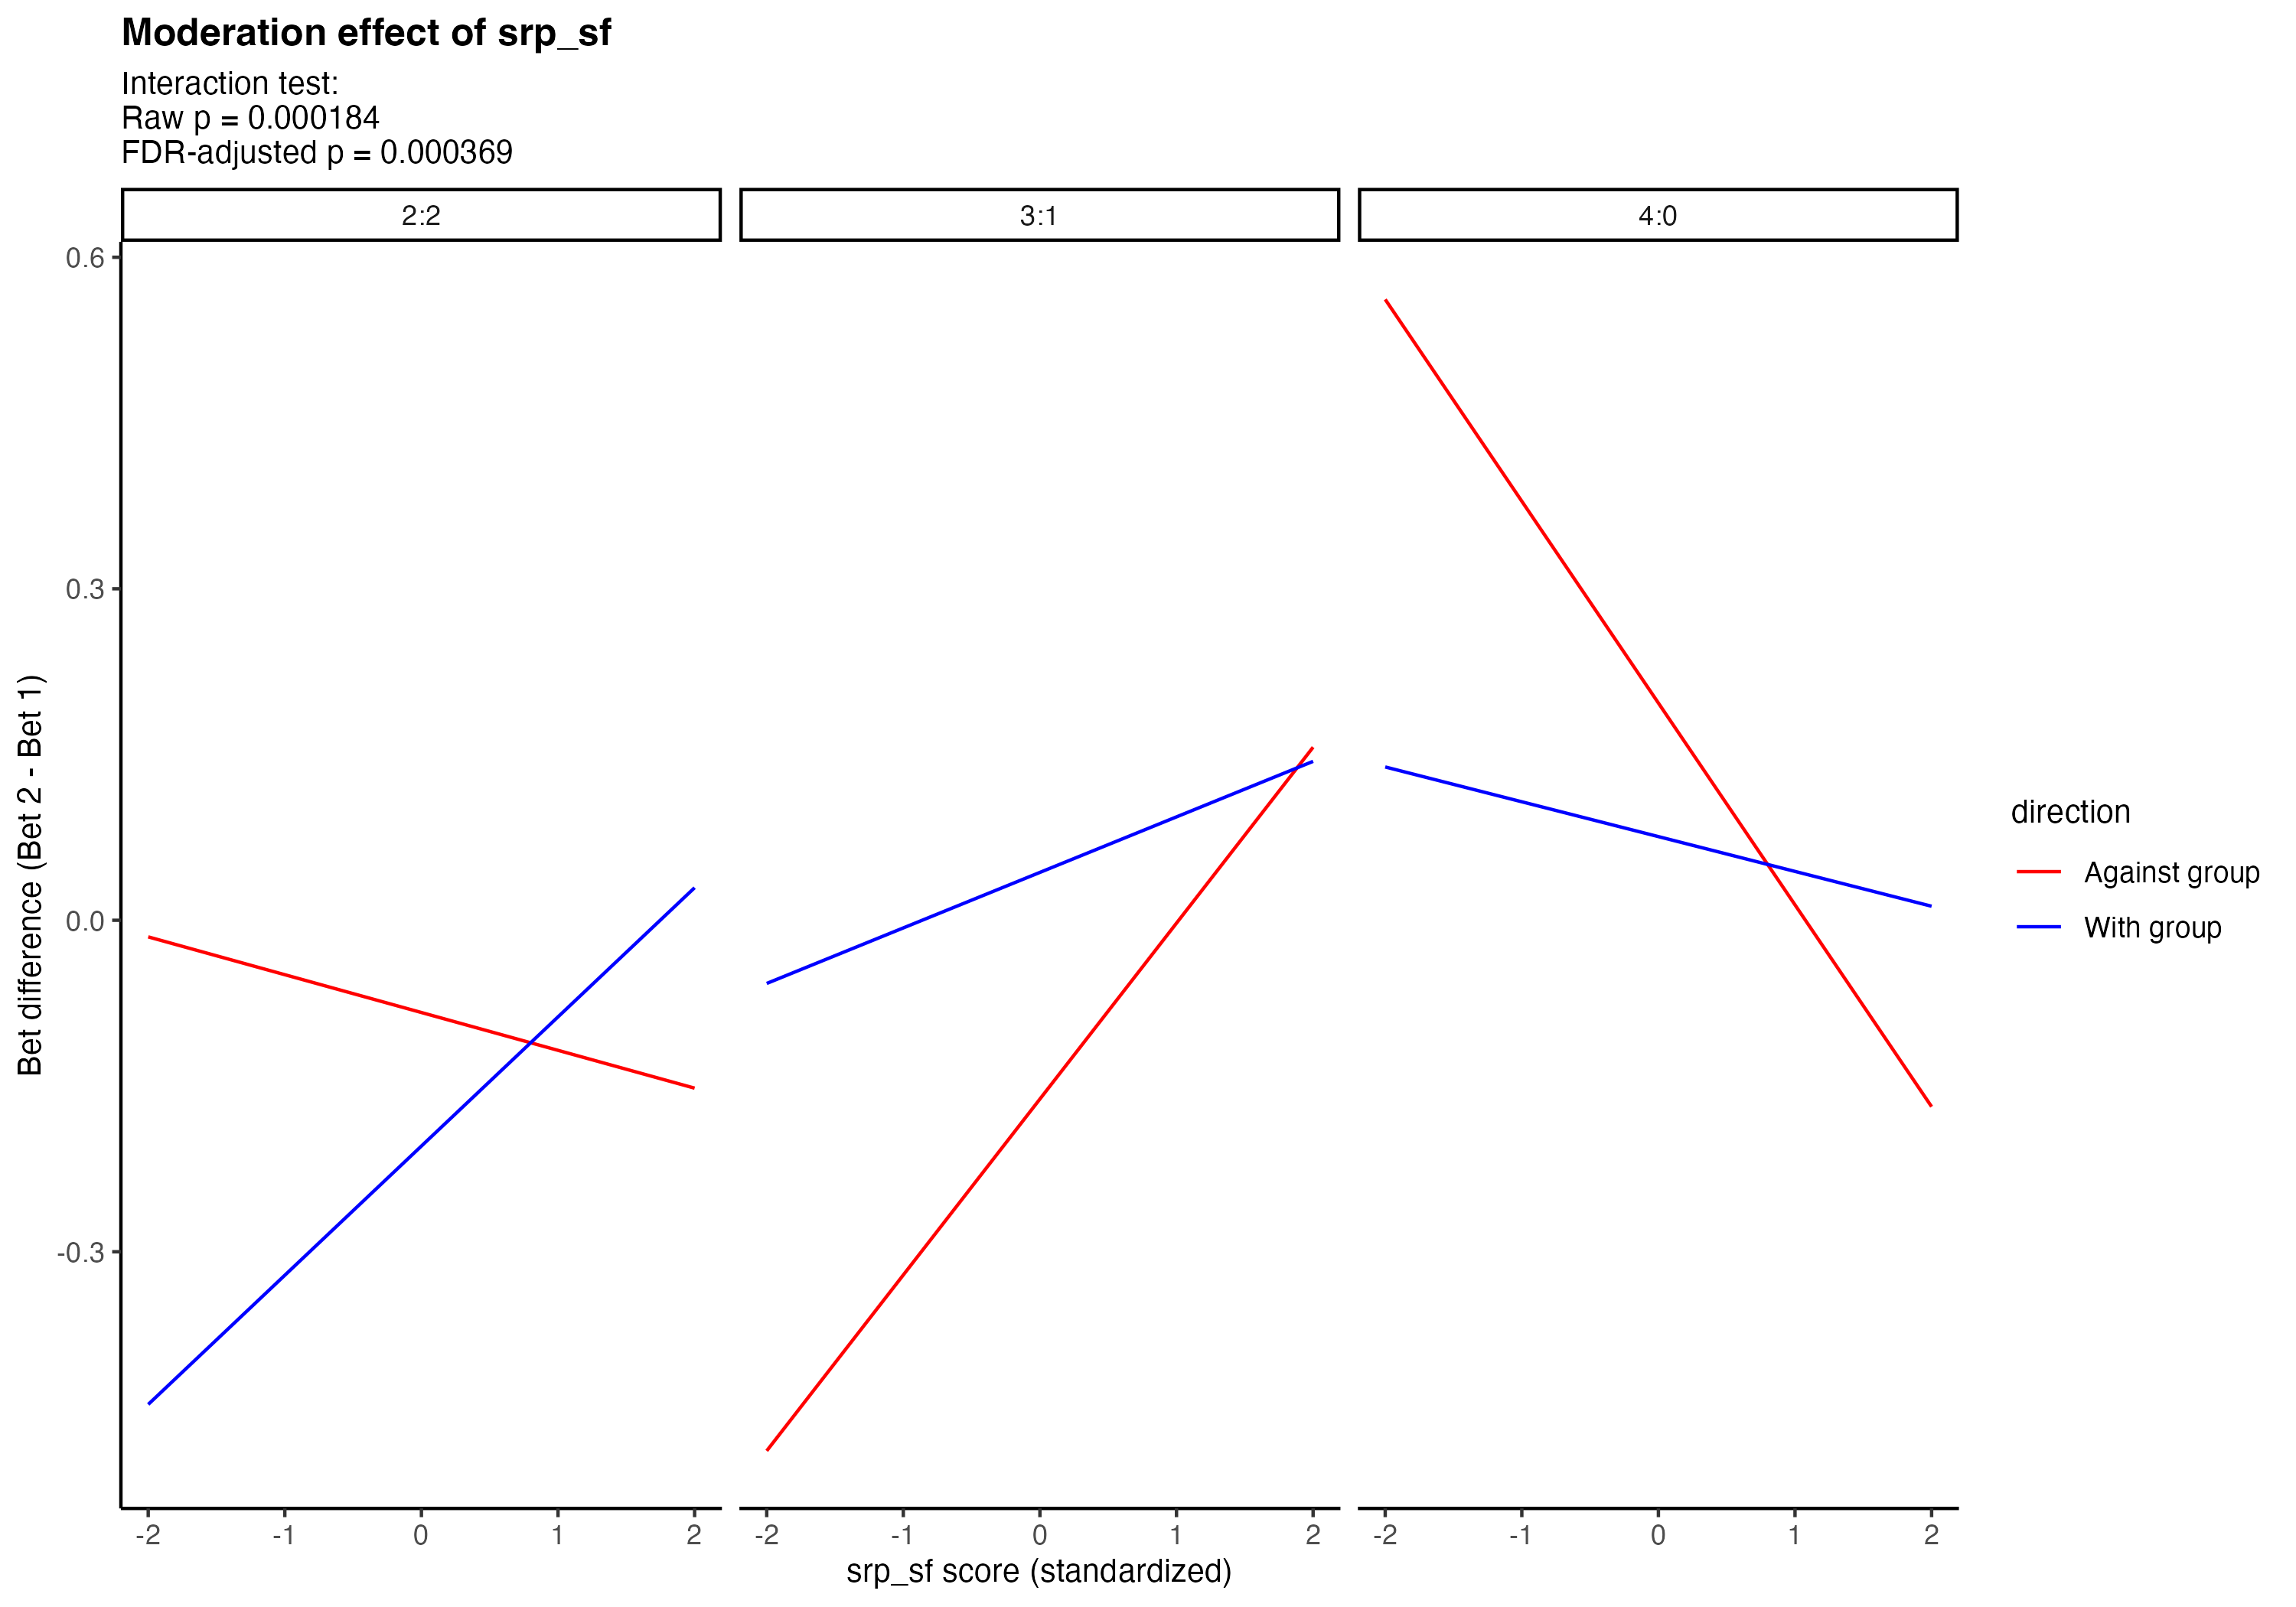 Moderation effect of srp_sf
Interaction test:
Raw p = 0.000184
FDR-adjusted p = 0.000369
2:2
3:1
4:0
0.6
0.3
0.0
-0.3
Bet difference (Bet 2 - Bet 1)
-2 -1 0 1 2
-2 -1 0 1 2
-2 -1 0 1 2
srp_sf score (standardized)
direction
Against group
With group